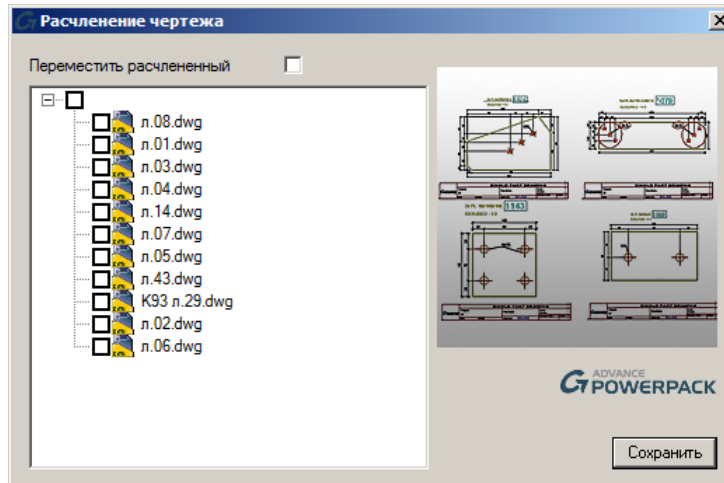 Расчленение чертежа
Переместить расчлененный
л.08.dwg
л.01.dwg
л.03.dwg
л.04.dwg
л.14.dwg
л.07.dwg
л.05.dwg
л.43.dwg
К93 л.29.dwg
л.02.dwg
л.06.dwg
1143
ADVANCE
POWERPACK
Сохранить